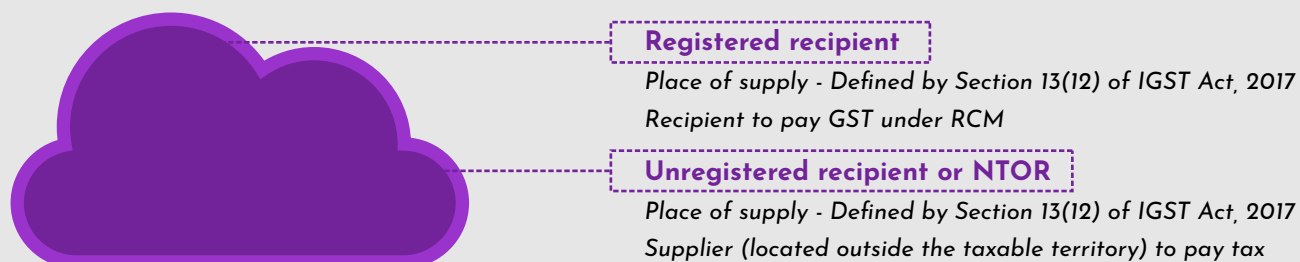 Registered recipient
Place of supply - Defined by Section 13(12) of IGST Act, 2017
Recipient to pay GST under RCM
Unregistered recipient or NTOR
Place of supply - Defined by Section 13(12) of IGST Act, 2017
Supplier (located outside the taxable territory) to pay tax